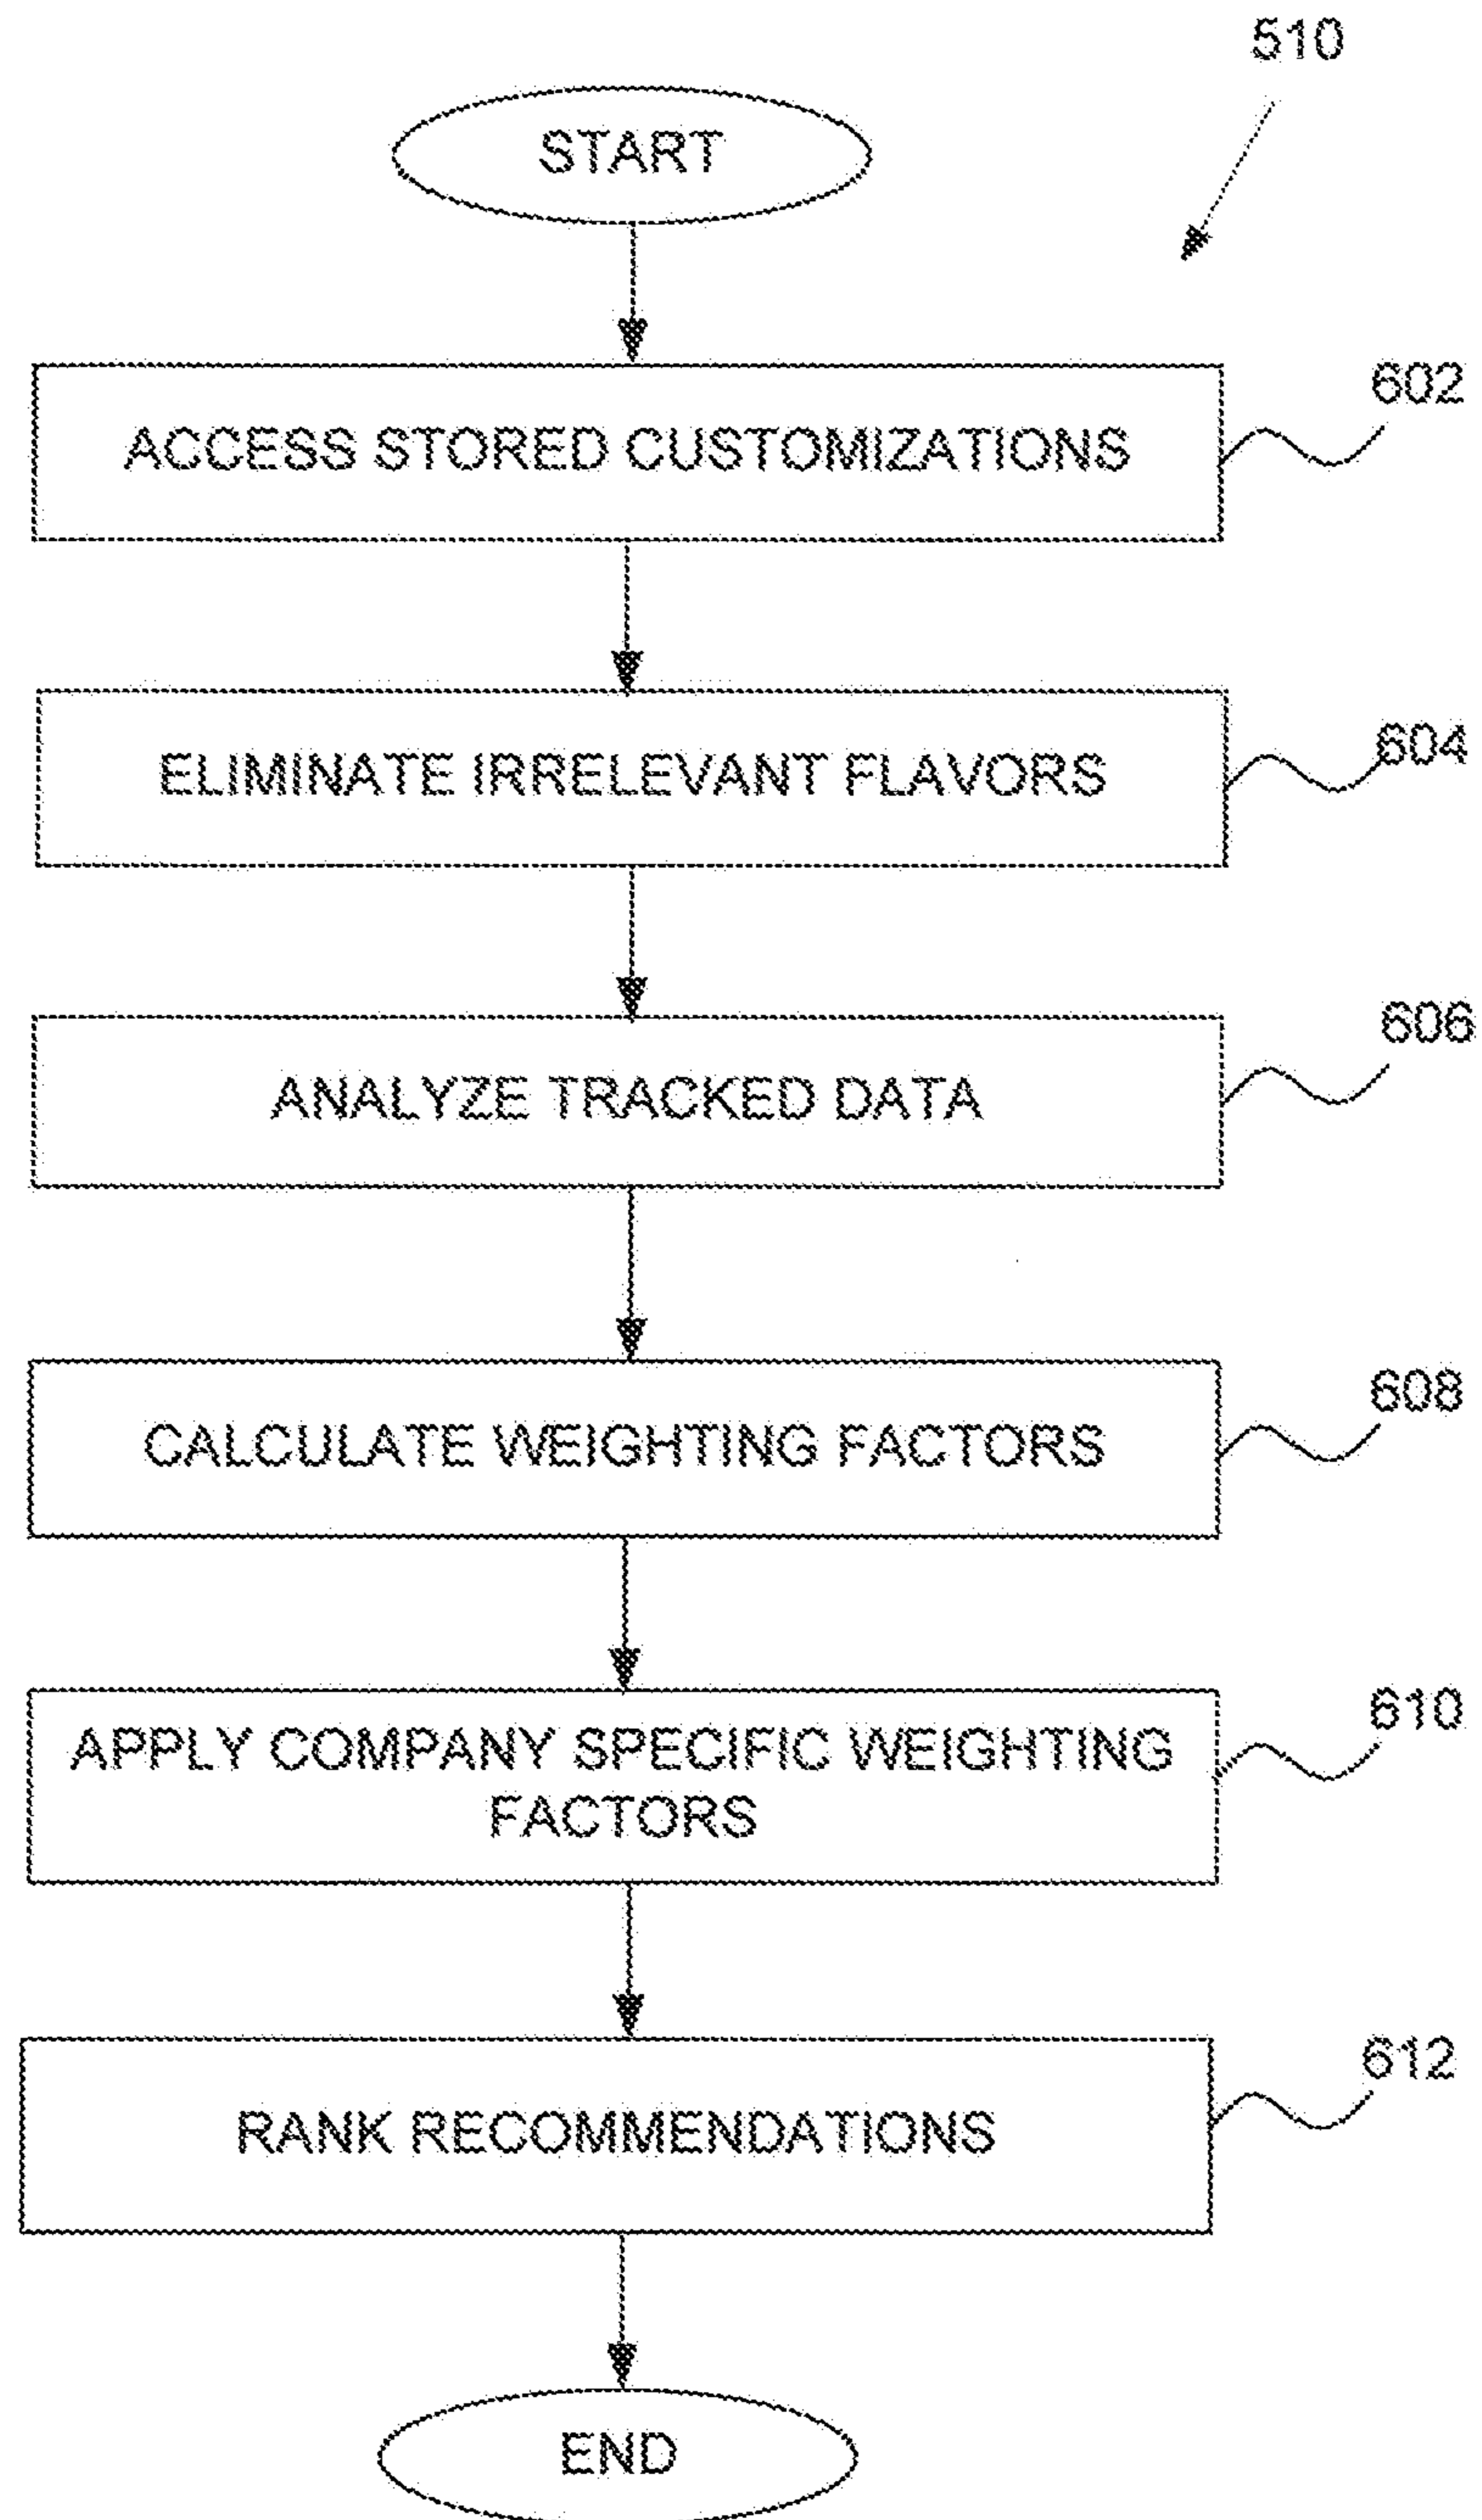 510
START
ACCESS STORED CUSTOMIZATIONS
602
ELIMINATE IRRELEVANT FLAVORS
604
ANALYZE TRACKED DATA
606
CALCULATE WEIGHTING FACTORS
608
APPLY COMPANY SPECIFIC WEIGHTING
FACTORS
610
RANK RECOMMENDATIONS
612
END